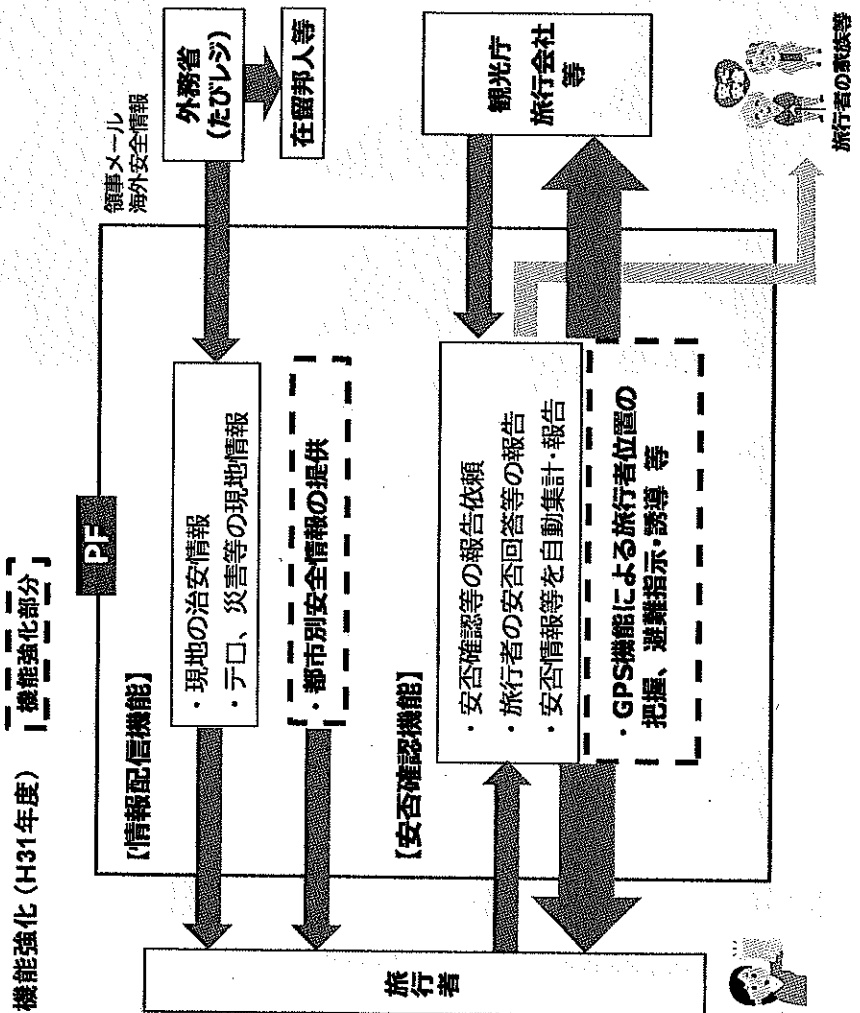 機能強化（H31年度）
機能強化部分
PF
【情報配信機能】
・現地の治安情報
・テロ、災害等の現地情報
・都市別安全情報の提供
【安否確認機能】
・安否確認等の報告依頼
・旅行者の安否回答等の報告
・安否情報等を自動集計・報告
・GPS機能による旅行者位置の
把握、避難指示・誘導 等
旅行者
領事メール
海外安全情報
外務省
（たびレジ）
在留邦人等
観光庁
旅行会社
等
旅行者の家族等